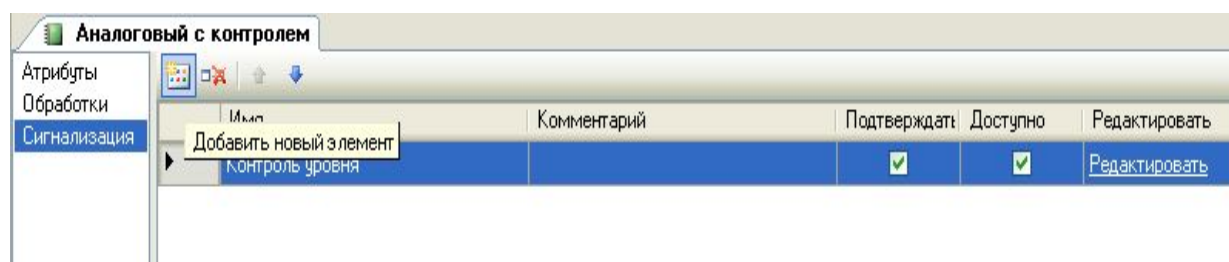 Аналоговый с контролем
Атрибуты
Обработки
Сигнализация
Имя Комментарий Подтверждать Доступно Редактировать
Добавить новый элемент
Контроль уровня Редактировать